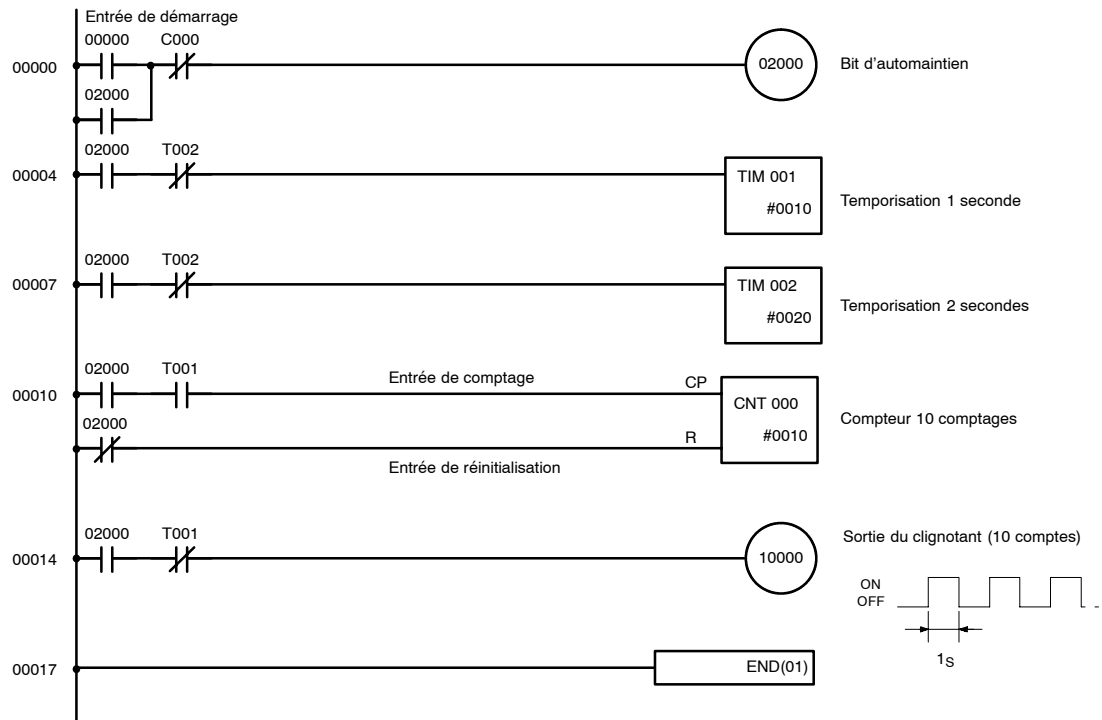 Entrée de démarrage
00000 C000
00000 02000 Bit d'automaintien
02000
02000 T002
00004 TIM 001
#0010 Temporisation 1 seconde
02000 T002
00007 TIM 002
#0020 Temporisation 2 secondes
02000 T001 Entrée de comptage CP
00010 CNT 000
#0010 Compteur 10 comptages
02000 R
Entrée de réinitialisation
02000 T001 Sortie du clignotant (10 comptes)
00014 10000
ON
OFF
1S
00017 END(01)